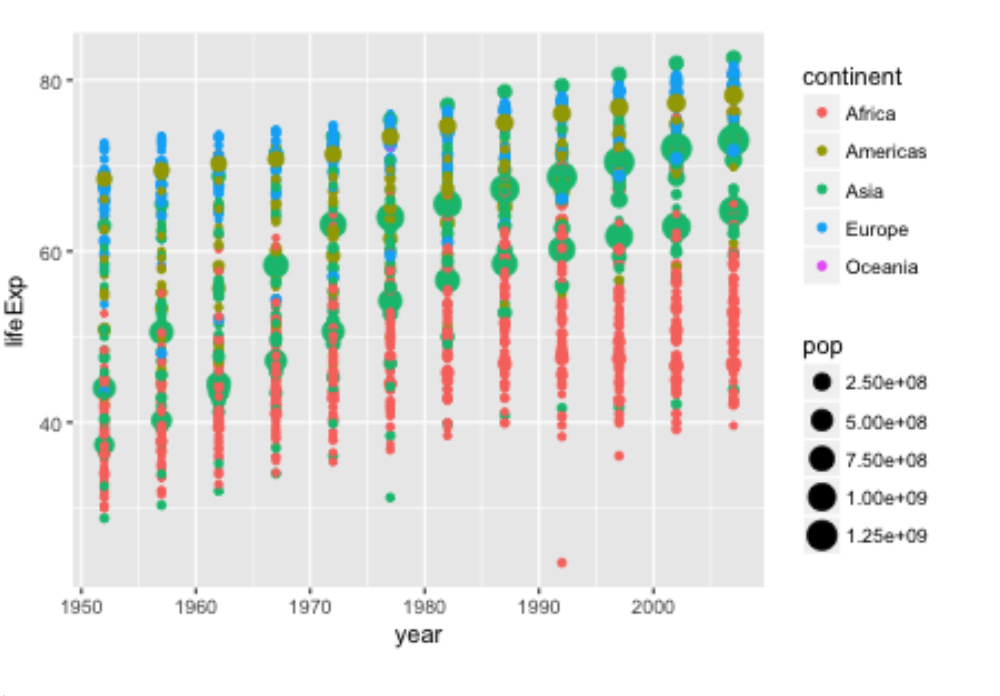 80
60
40
lifeExp
1950
1960
1970
1980
1990
2000
year
continent
Africa
Americas
Asia
Europe
Oceania
pop
2.50e+08
5.00e+08
7.50e+08
1.00e+09
1.25e+09